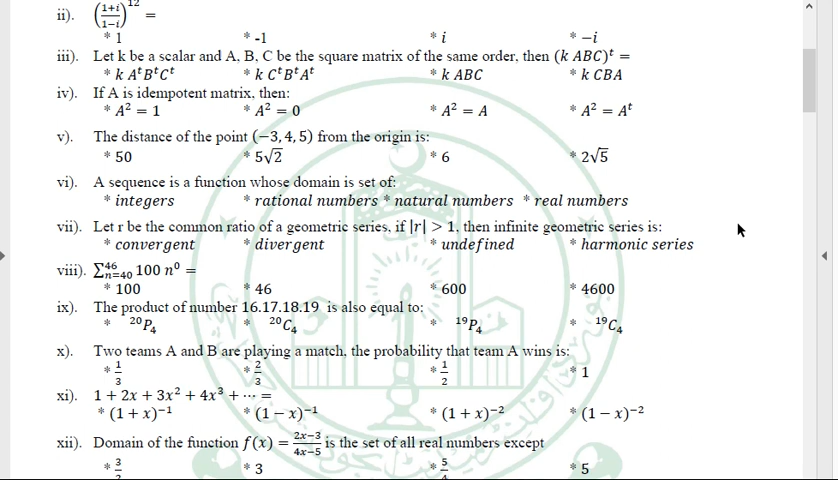 ii). ((1+i)/(1−i))^12 =
* 1 * -1 * i * −i
iii). Let k be a scalar and A, B, C be the square matrix of the same order, then (k ABC)ᵗ =
* k AᵗBᵗCᵗ * k CᵗBᵗAᵗ * k ABC * k CBA
iv). If A is idempotent matrix, then:
* A² = 1 * A² = 0 * A² = A * A² = Aᵗ
v). The distance of the point (−3, 4, 5) from the origin is:
* 50 * 5√2 * 6 * 2√5
vi). A sequence is a function whose domain is set of:
* integers * rational numbers * natural numbers * real numbers
vii). Let r be the common ratio of a geometric series, if |r| > 1, then infinite geometric series is:
* convergent * divergent * undefined * harmonic series
viii). ∑_{n=40}^{46} 100 n⁰ =
* 100 * 46 * 600 * 4600
ix). The product of number 16.17.18.19 is also equal to:
* ²⁰P₄ * ²⁰C₄ * ¹⁹P₄ * ¹⁹C₄
x). Two teams A and B are playing a match, the probability that team A wins is:
* 1/3 * 2/3 * 1/2 * 1
xi). 1 + 2x + 3x² + 4x³ + ⋯ =
* (1 + x)⁻¹ * (1 − x)⁻¹ * (1 + x)⁻² * (1 − x)⁻²
xii). Domain of the function f(x) = (2x−3)/(4x−5) is the set of all real numbers except
* 3/2 * 3 * 5/4 * 5